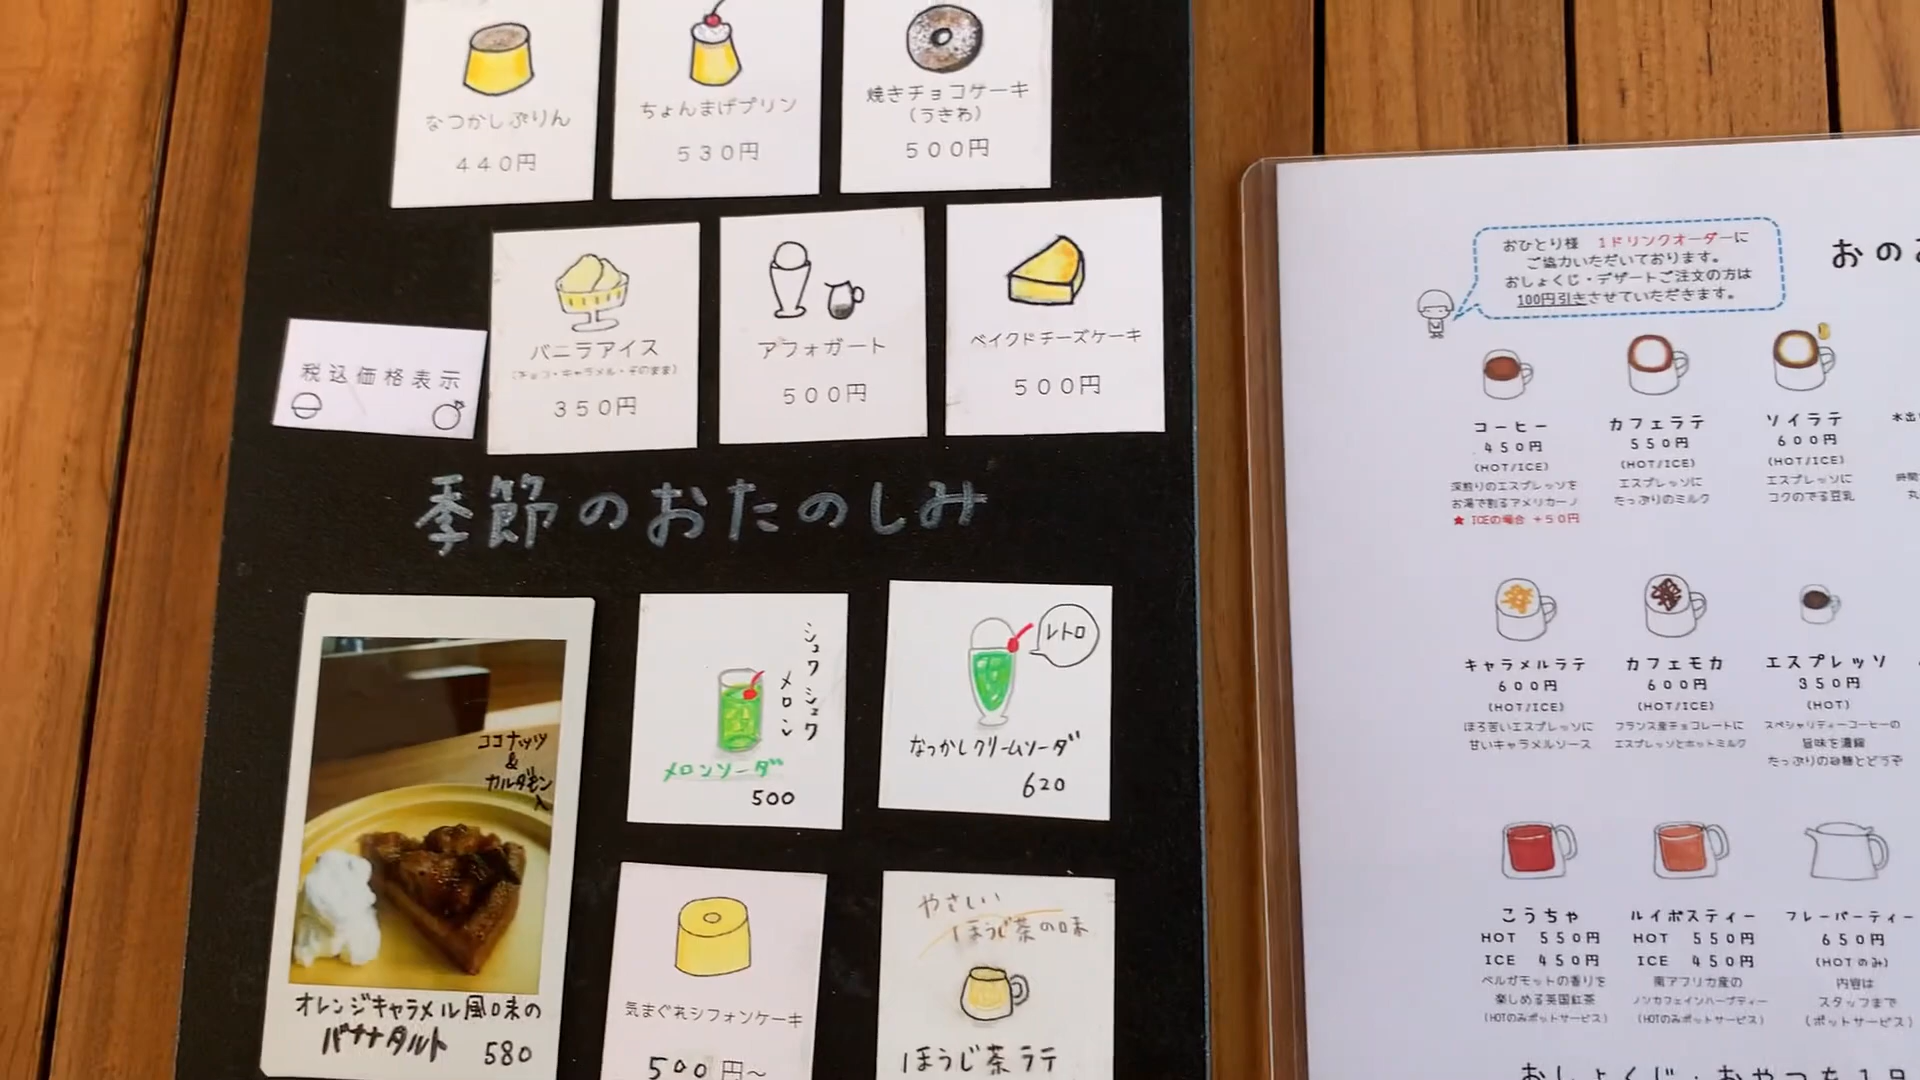 なつかしぷりん
440円
ちょんまげプリン
530円
焼きチョコケーキ
(うきわ)
500円
税込価格表示
バニラアイス
(チョコ・キャラメル・そのまま)
350円
アフォガート
500円
ベイクドチーズケーキ
500円
季節のおたのしみ
ココナッツ
&
カルダモン
入
オレンジキャラメル風味の
バナナタルト
580
シュワシュワ
メロン
メロンソーダ
500
レトロ
なつかしクリームソーダ
620
気まぐれシフォンケーキ
500円〜
やさしい
ほうじ茶の味
ほうじ茶ラテ
おひとり様 1ドリンクオーダーに
ご協力いただいております。
おしょくじ・デザートご注文の方は
100円引きさせていただきます。
おの
コーヒー
450円
(HOT/ICE)
深煎りのエスプレッソを
お湯で割るアメリカーノ
★ ICEの場合 +50円
カフェラテ
550円
(HOT/ICE)
エスプレッソに
たっぷりのミルク
ソイラテ
600円
(HOT/ICE)
エスプレッソに
コクのでる豆乳
水出
時間
キャラメルラテ
600円
(HOT/ICE)
ほろ苦いエスプレッソに
甘いキャラメルソース
カフェモカ
600円
(HOT/ICE)
フランス産チョコレートに
エスプレッソとホットミルク
エスプレッソ
350円
(HOT)
スペシャリティーコーヒーの
旨味を濃縮
たっぷりの砂糖とどうぞ
こうちゃ
HOT 550円
ICE 450円
ベルガモットの香りを
楽しめる英国紅茶
(HOTのみポットサービス)
ルイボスティー
HOT 550円
ICE 450円
南アフリカ産の
ノンカフェインハーブティー
(HOTのみポットサービス)
フレーバーティー
650円
(HOTのみ)
内容は
スタッフまで
(ポットサービス)
おしょくじ・おやつも1日